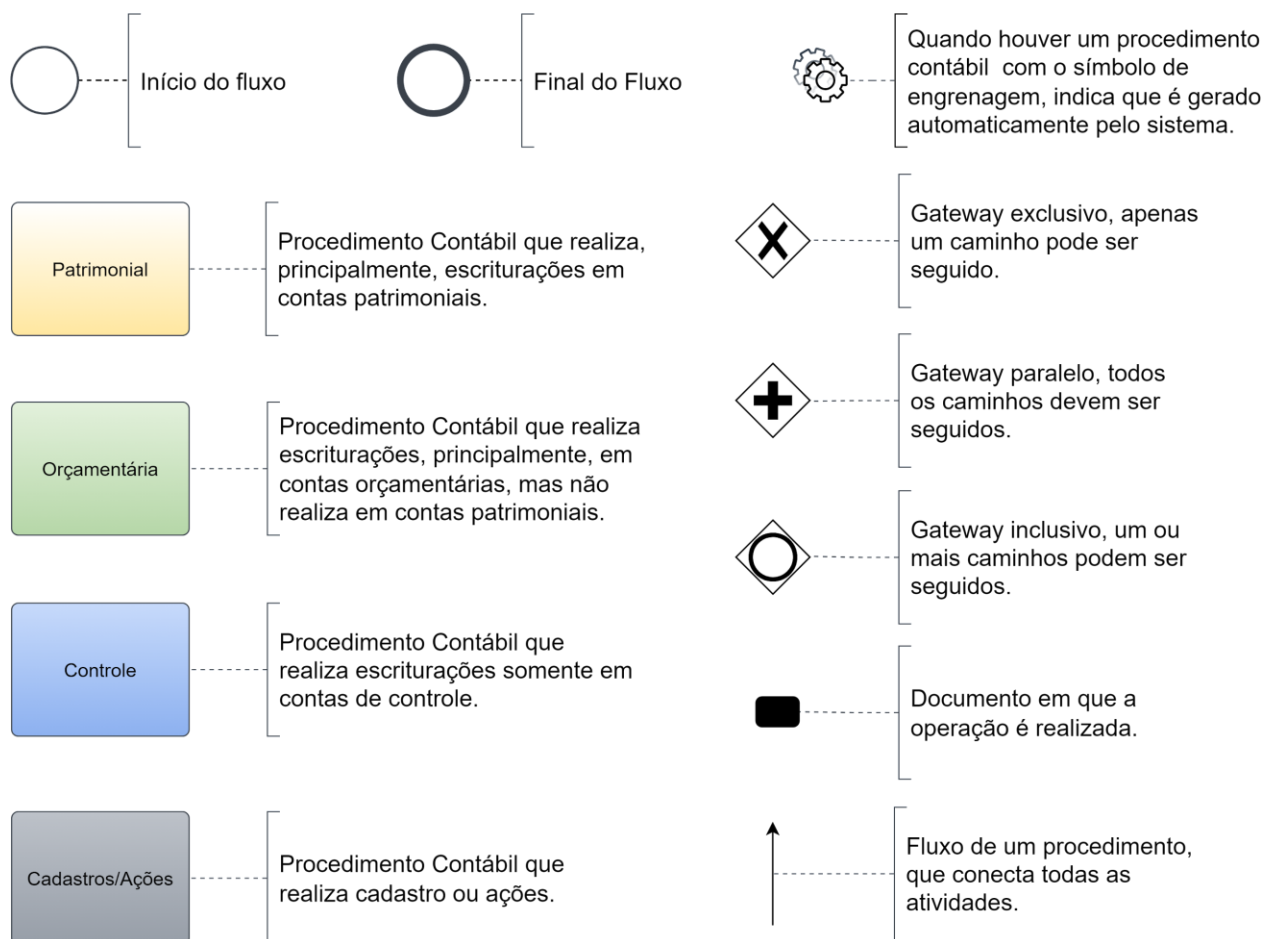 Início do fluxo
Final do Fluxo
Quando houver um procedimento
contábil com o símbolo de
engrenagem, indica que é gerado
automaticamente pelo sistema.
Patrimonial
Procedimento Contábil que realiza,
principalmente, escriturações em
contas patrimoniais.
Gateway exclusivo, apenas
um caminho pode ser
seguido.
Gateway paralelo, todos
os caminhos devem ser
seguidos.
Orçamentária
Procedimento Contábil que realiza
escriturações, principalmente, em
contas orçamentárias, mas não
realiza em contas patrimoniais.
Gateway inclusivo, um ou
mais caminhos podem ser
seguidos.
Controle
Procedimento Contábil que
realiza escriturações somente em
contas de controle.
Documento em que a
operação é realizada.
Cadastros/Ações
Procedimento Contábil que
realiza cadastro ou ações.
Fluxo de um procedimento,
que conecta todas as
atividades.